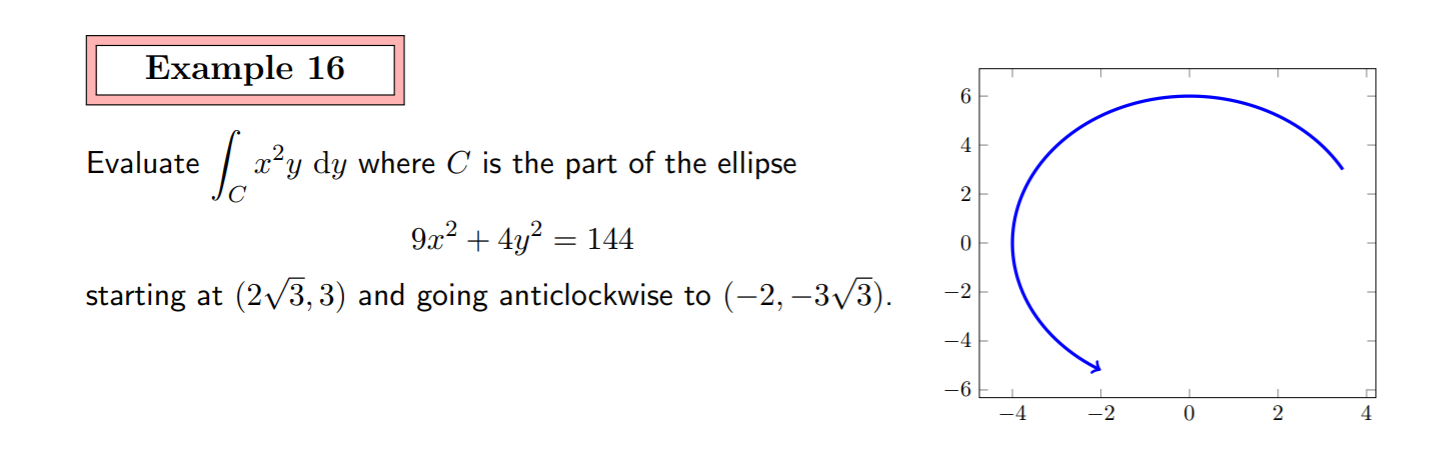 Example 16
Evaluate ∫_C x²y dy where C is the part of the ellipse
9x² + 4y² = 144
starting at (2√3, 3) and going anticlockwise to (−2, −3√3).
6
4
2
0
−2
−4
−6
−4 −2 0 2 4